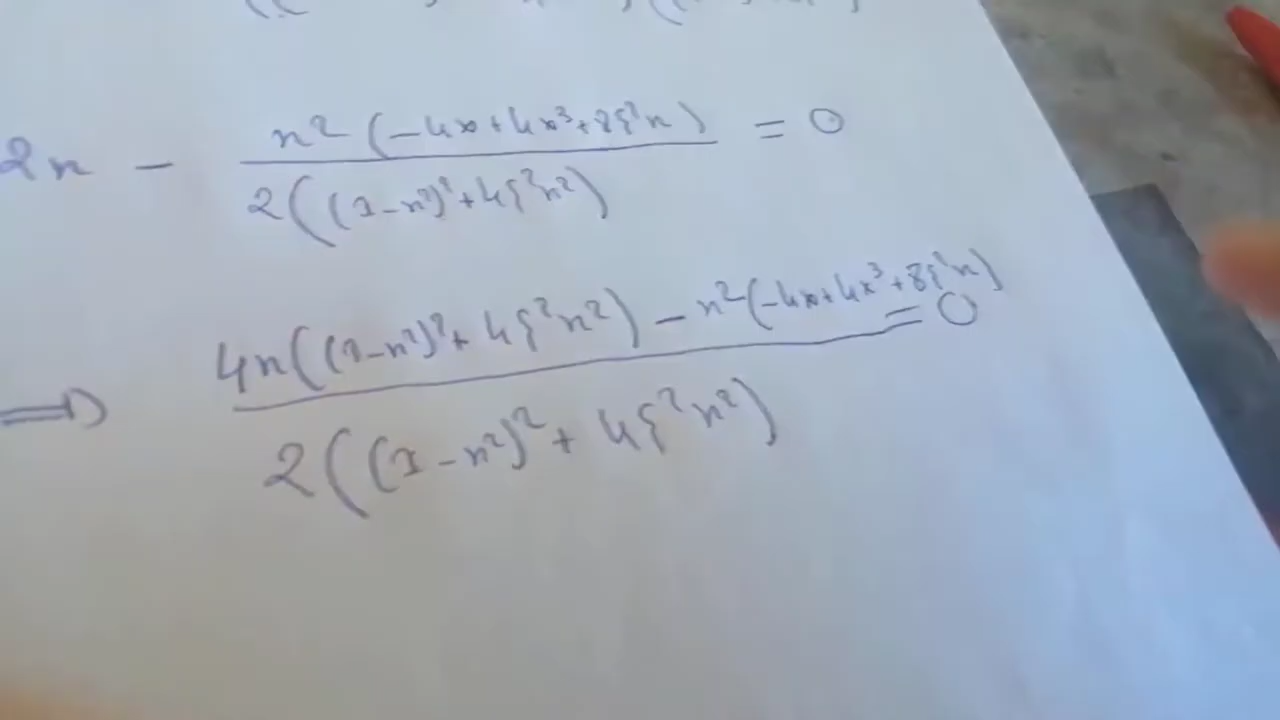 2x - x²(-4x+4x³+8ξ²x) / 2((1-x²)²+4ξ²x²) = 0
⇒ 4x((1-x²)²+4ξ²x²) - x²(-4x+4x³+8ξ²x) / 2((1-x²)²+4ξ²x²) = 0